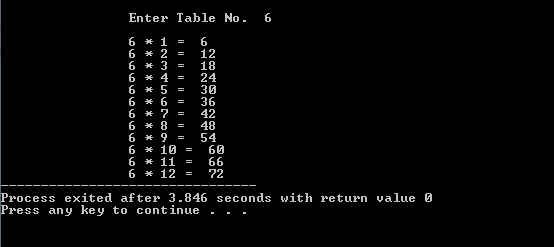 Enter Table No.  6
6 * 1 =  6
6 * 2 =  12
6 * 3 =  18
6 * 4 =  24
6 * 5 =  30
6 * 6 =  36
6 * 7 =  42
6 * 8 =  48
6 * 9 =  54
6 * 10 =  60
6 * 11 =  66
6 * 12 =  72
--------------------------------
Process exited after 3.846 seconds with return value 0
Press any key to continue . . .